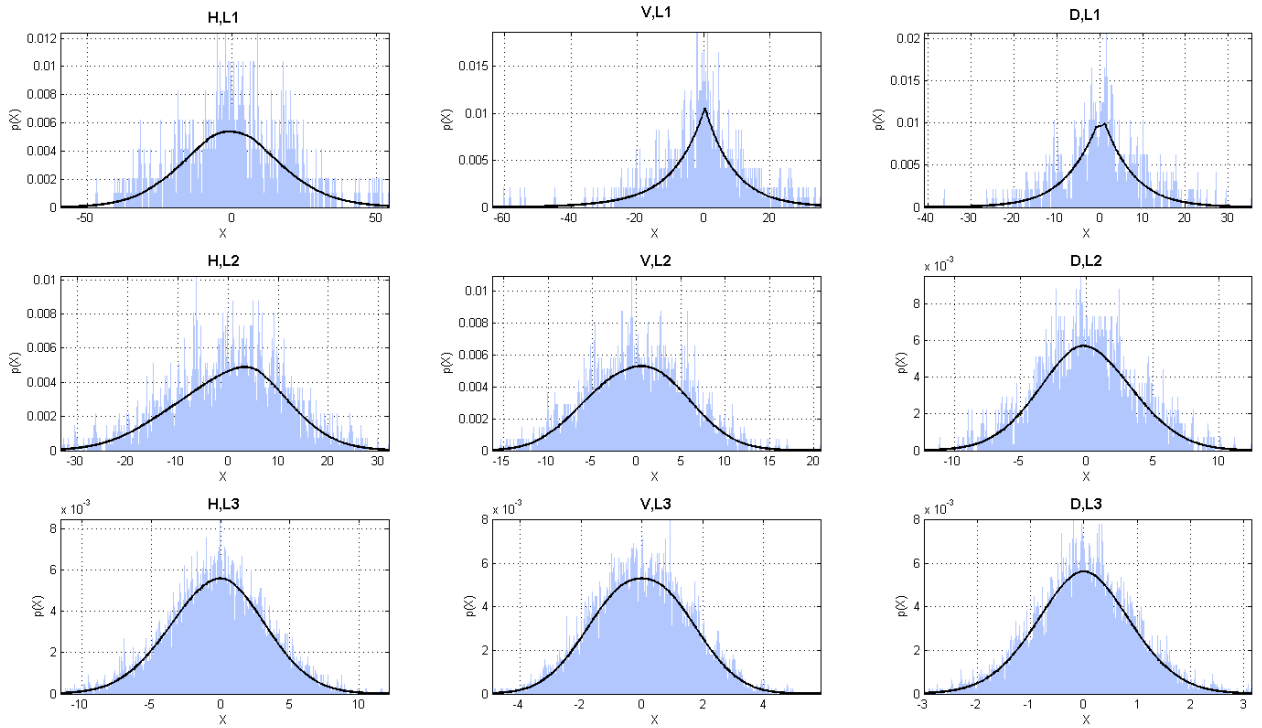 H,L1
V,L1
D,L1
0.012
0.01
0.008
0.006
0.004
0.002
0
p(X)
-50 0 50
X
0.015
0.01
0.005
0
p(X)
-60 -40 -20 0 20
X
0.02
0.015
0.01
0.005
0
p(X)
-40 -30 -20 -10 0 10 20 30
X
H,L2
V,L2
D,L2
0.01
0.008
0.006
0.004
0.002
0
p(X)
-30 -20 -10 0 10 20 30
X
0.01
0.008
0.006
0.004
0.002
0
p(X)
-15 -10 -5 0 5 10 15 20
X
x 10-3
8
6
4
2
0
p(X)
-10 -5 0 5 10
X
H,L3
V,L3
D,L3
x 10-3
8
6
4
2
0
p(X)
-10 -5 0 5 10
X
x 10-3
8
6
4
2
0
p(X)
-4 -2 0 2 4
X
x 10-3
8
6
4
2
0
p(X)
-3 -2 -1 0 1 2 3
X